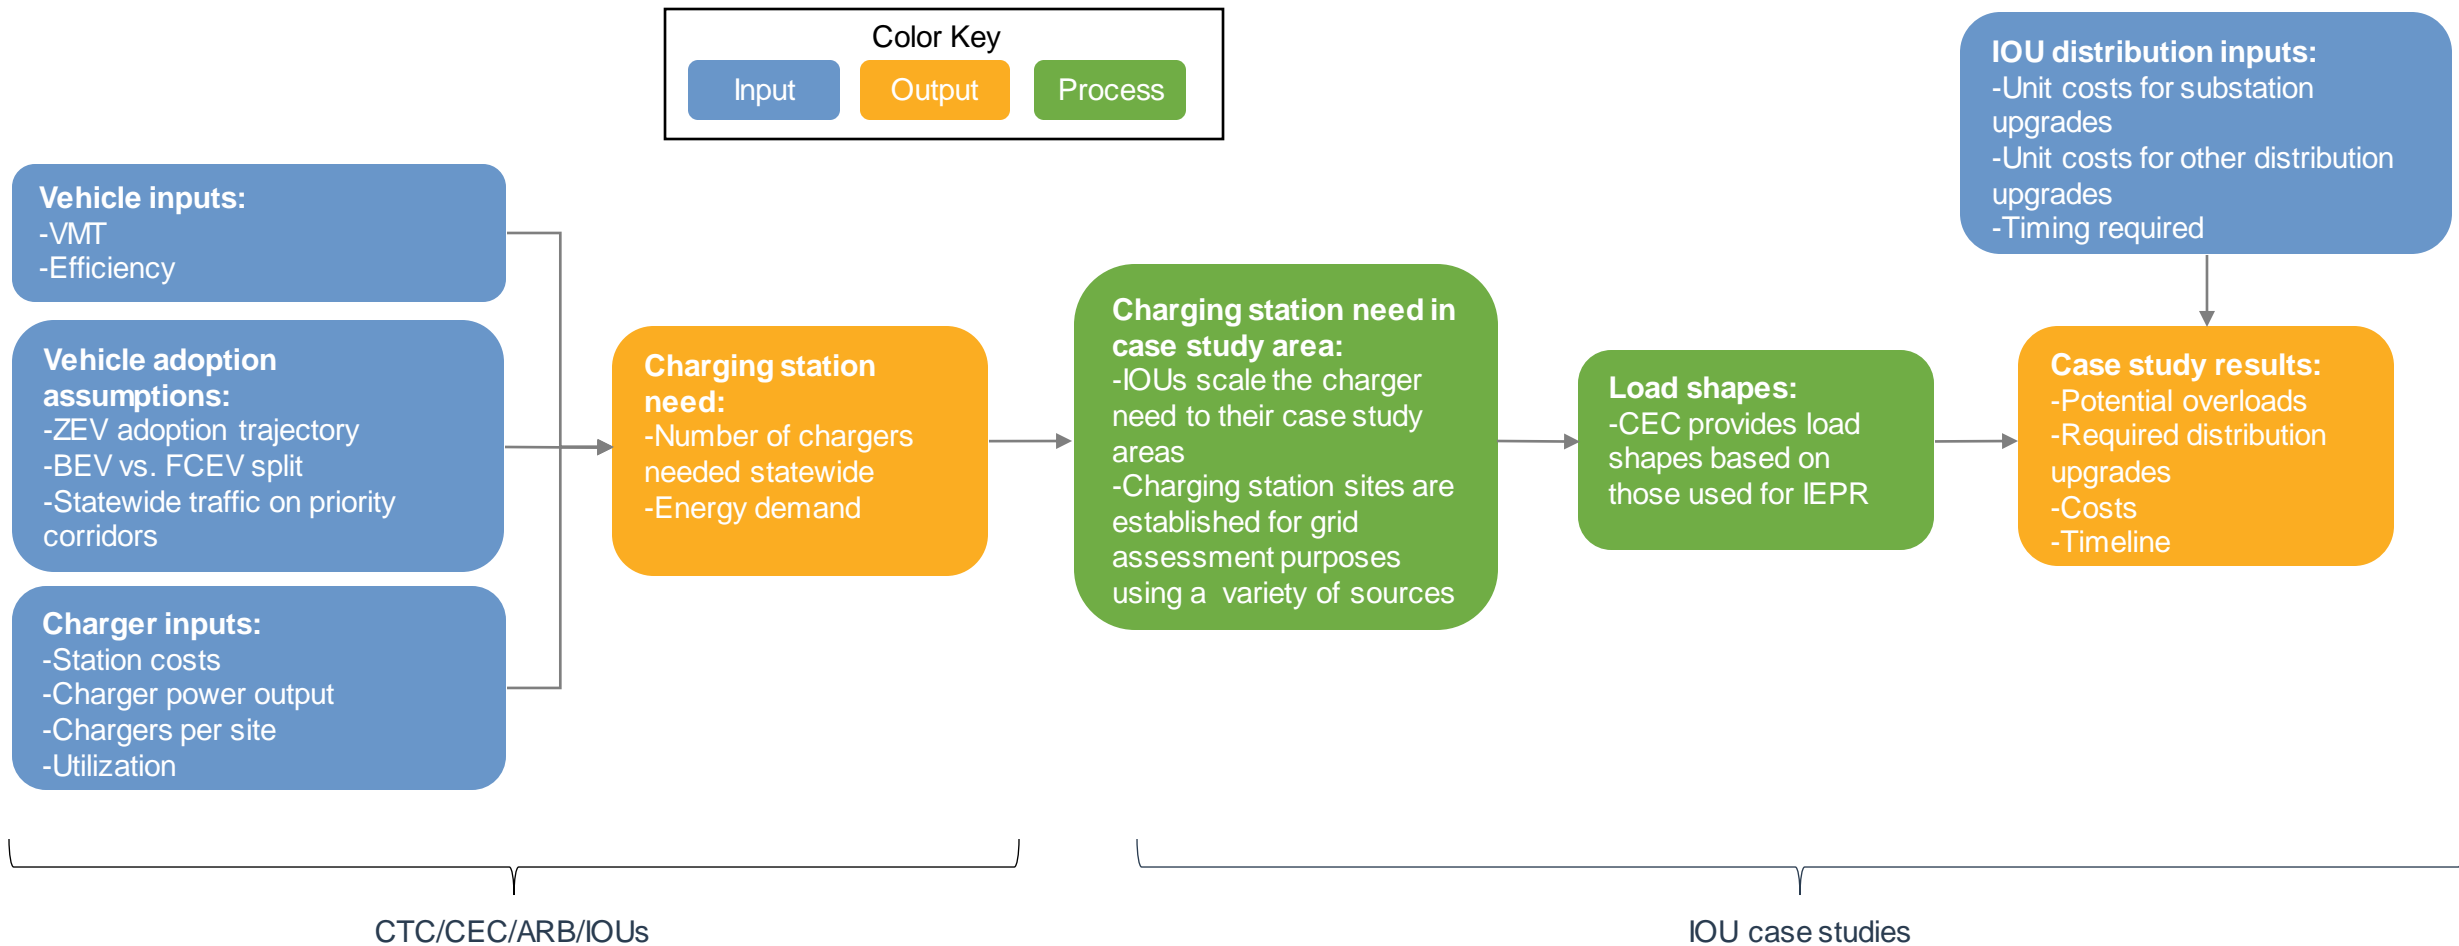 Color Key
Input
Output
Process
IOU distribution inputs:
-Unit costs for substation
upgrades
-Unit costs for other distribution
upgrades
-Timing required
Vehicle inputs:
-VMT
-Efficiency
Vehicle adoption
assumptions:
-ZEV adoption trajectory
-BEV vs. FCEV split
-Statewide traffic on priority
corridors
Charger inputs:
-Station costs
-Charger power output
-Chargers per site
-Utilization
Charging station
need:
-Number of chargers
needed statewide
-Energy demand
Charging station need in
case study area:
-IOUs scale the charger
need to their case study
areas
-Charging station sites are
established for grid
assessment purposes
using a variety of sources
Load shapes:
-CEC provides load
shapes based on
those used for IEPR
Case study results:
-Potential overloads
-Required distribution
upgrades
-Costs
-Timeline
CTC/CEC/ARB/IOUs
IOU case studies